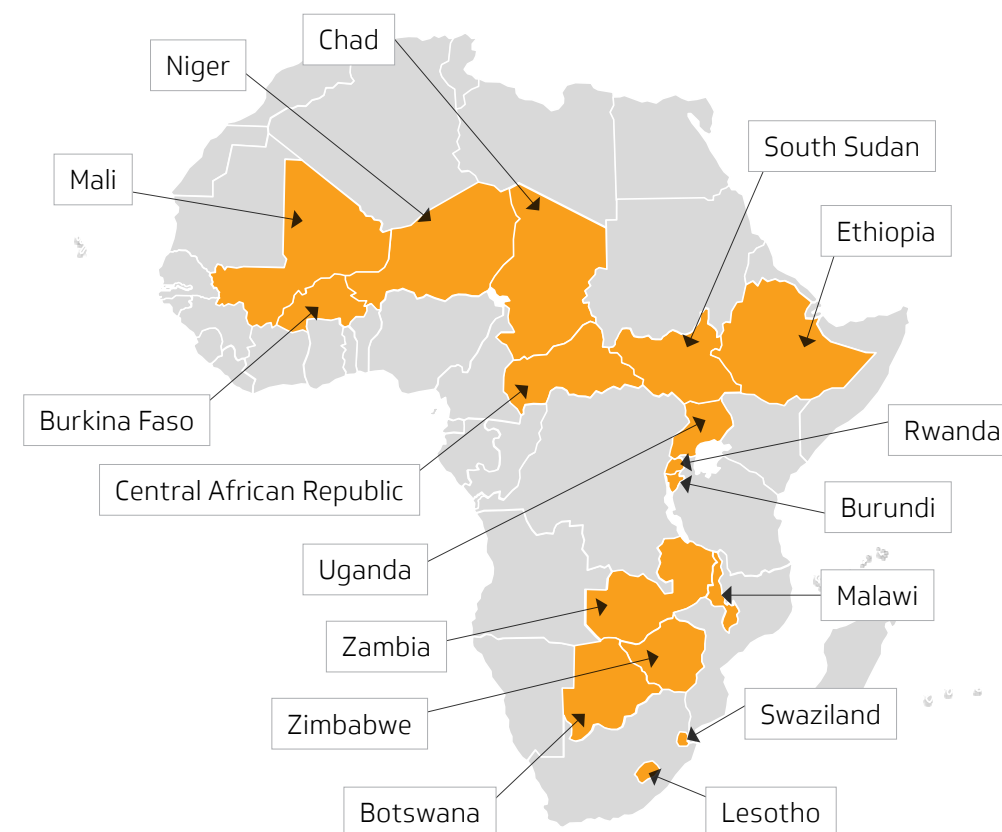 Chad
Niger
South Sudan
Mali
Ethiopia
Burkina Faso
Rwanda
Central African Republic
Burundi
Uganda
Malawi
Zambia
Swaziland
Zimbabwe
Botswana
Lesotho